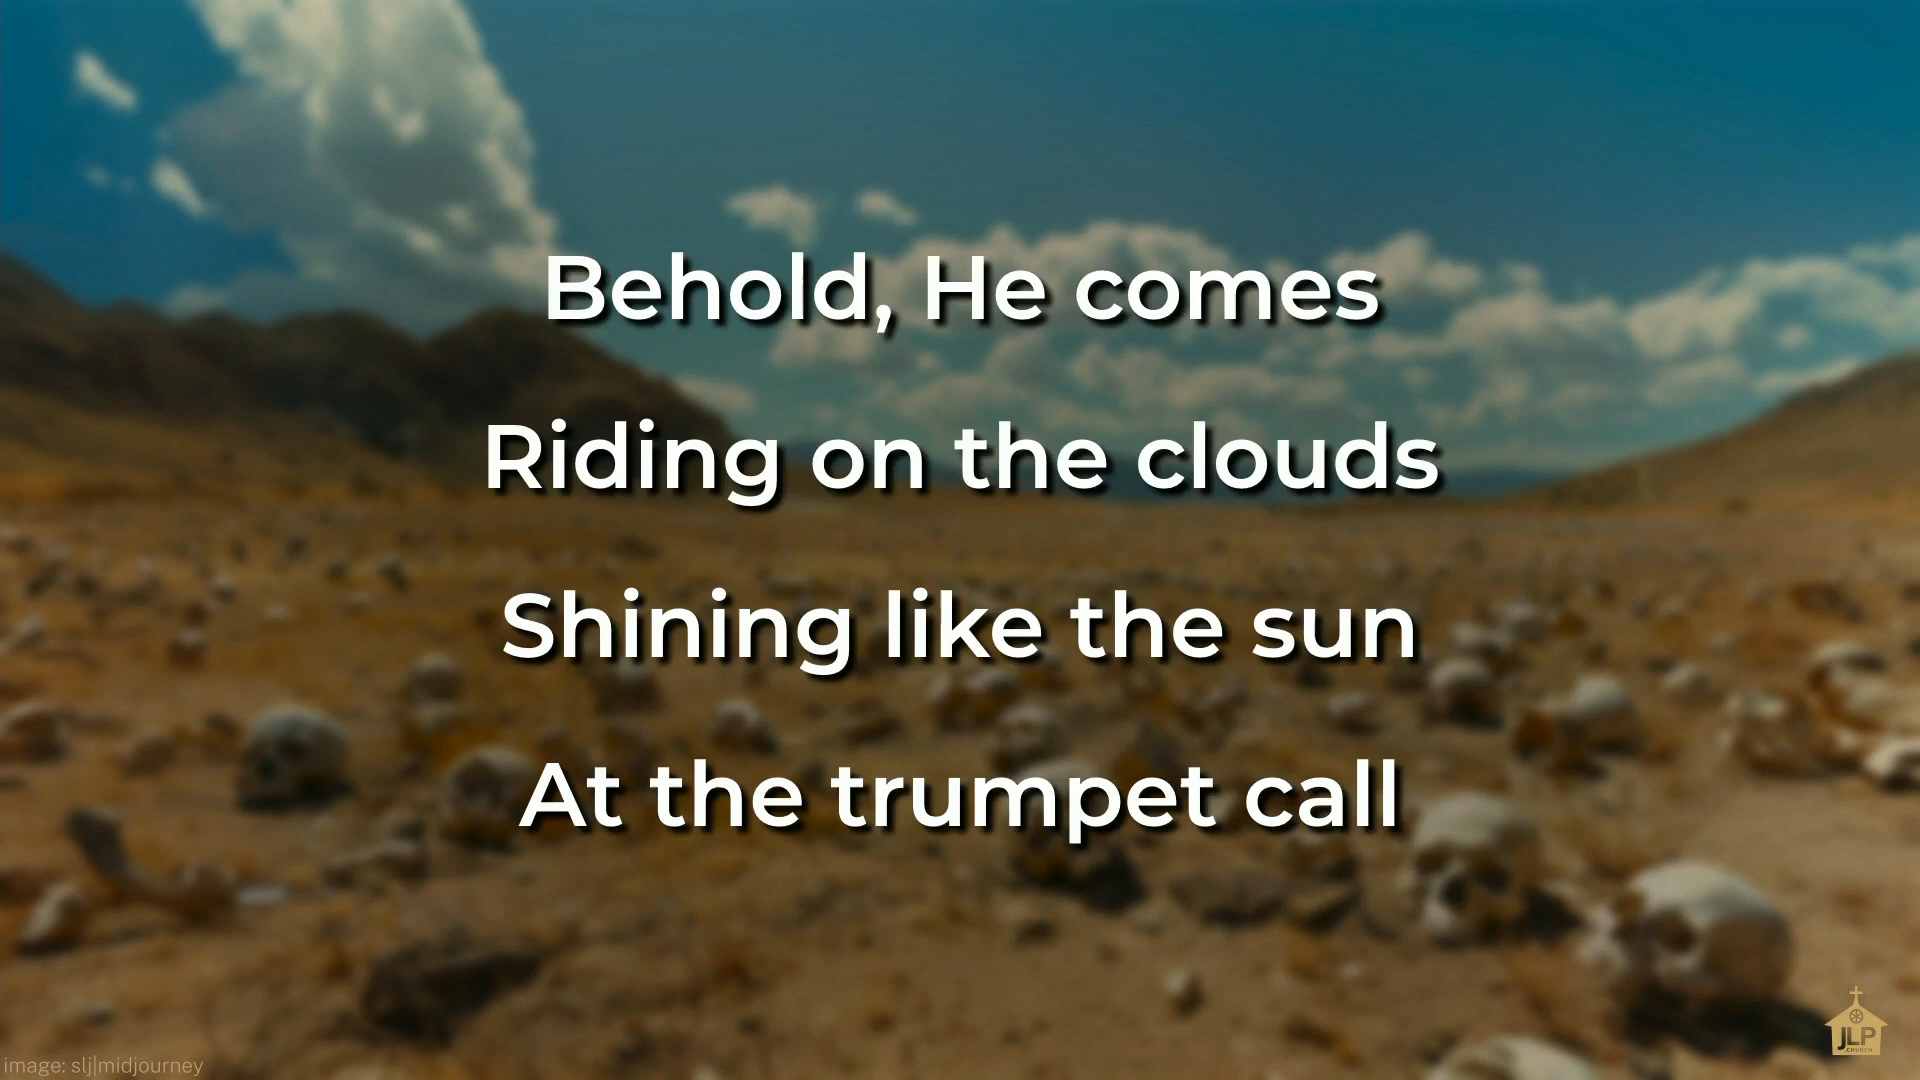 Behold, He comes
Riding on the clouds
Shining like the sun
At the trumpet call
JLP
.CHURCH
image: slj|midjourney